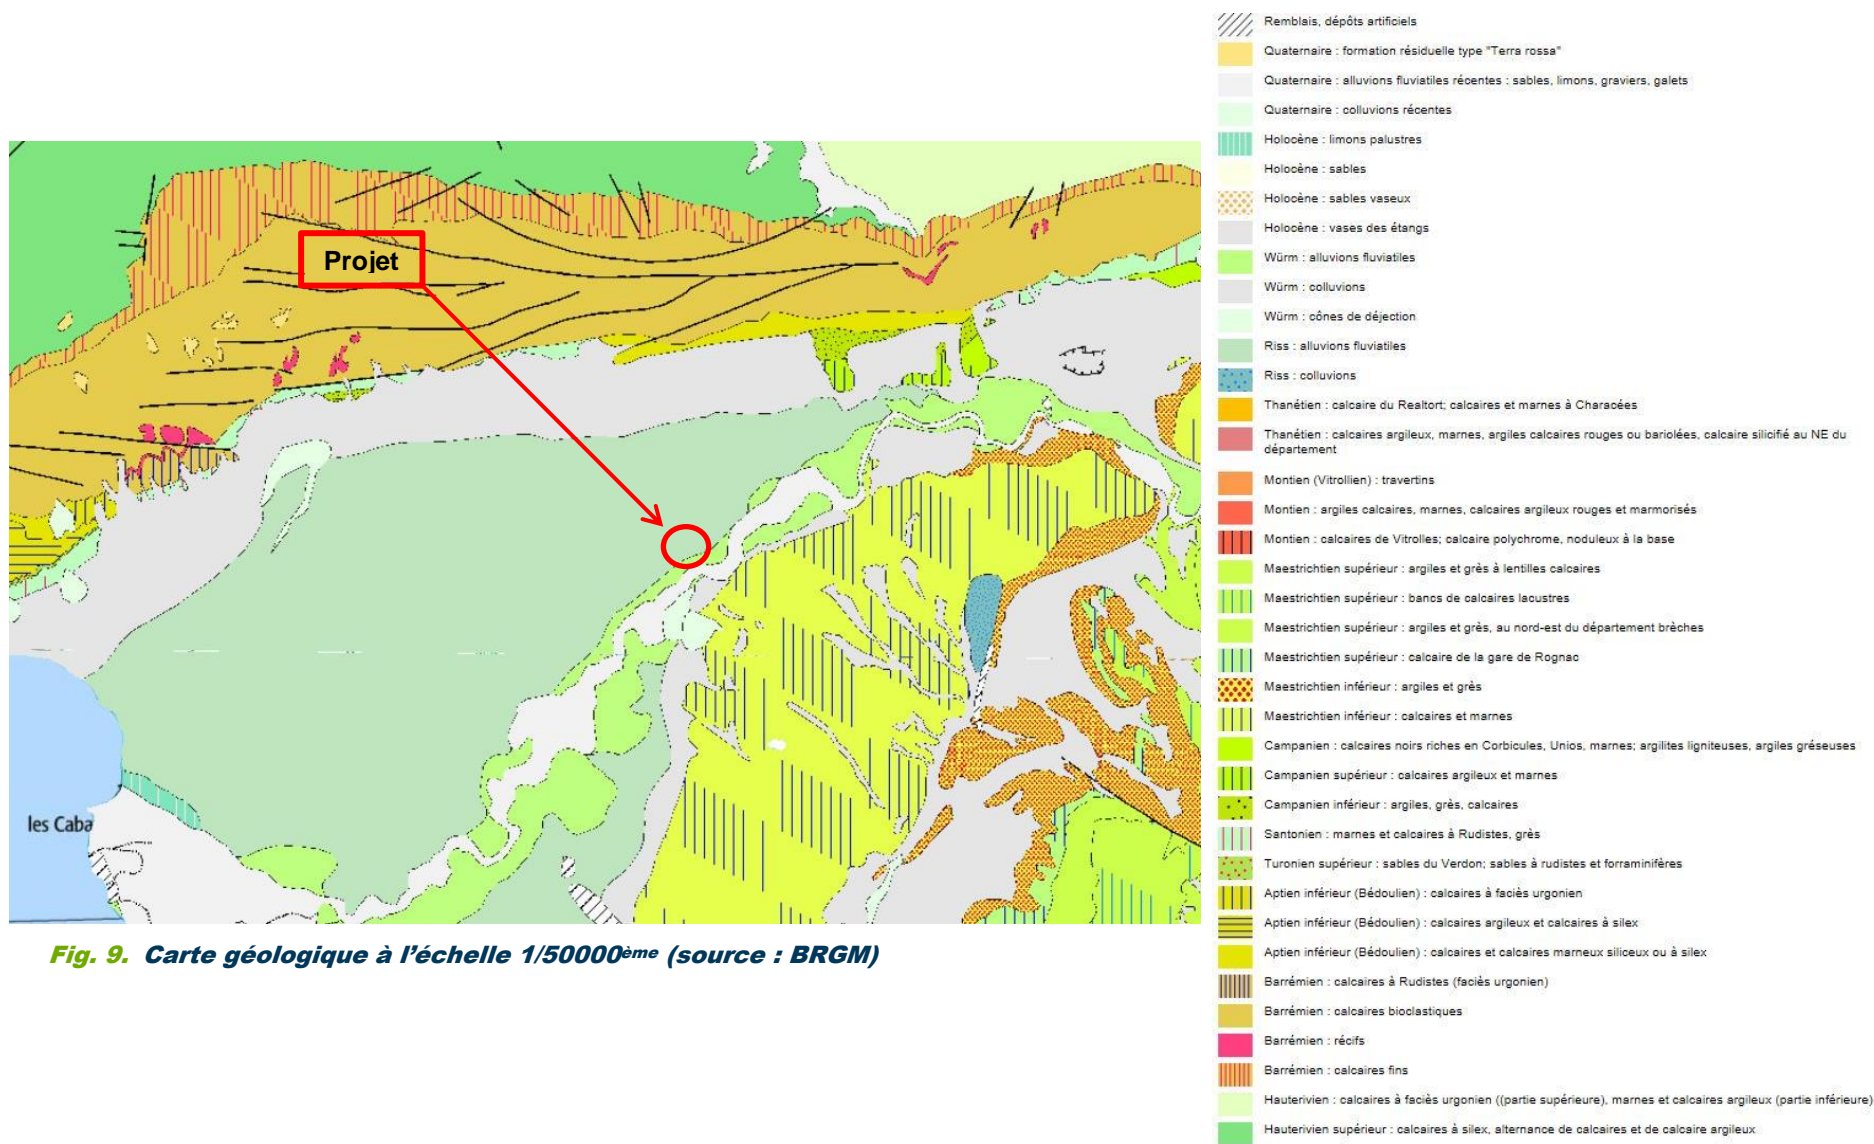 Remblais, dépôts artificiels
Quaternaire : formation résiduelle type "Terra rossa"
Quaternaire : alluvions fluviatiles récentes : sables, limons, graviers, galets
Quaternaire : colluvions récentes
Holocène : limons palustres
Holocène : sables
Holocène : sables vaseux
Holocène : vases des étangs
Würm : alluvions fluviatiles
Würm : colluvions
Würm : cônes de déjection
Riss : alluvions fluviatiles
Riss : colluvions
Thanétien : calcaire du Realtort; calcaires et marnes à Characées
Thanétien : calcaires argileux, marnes, argiles calcaires rouges ou bariolées, calcaire silicifié au NE du
département
Montien (Vitrollien) : travertins
Montien : argiles calcaires, marnes, calcaires argileux rouges et marmorisés
Montien : calcaires de Vitrolles; calcaire polychrome, noduleux à la base
Maestrichtien supérieur : argiles et grès à lentilles calcaires
Maestrichtien supérieur : bancs de calcaires lacustres
Maestrichtien supérieur : argiles et grès, au nord-est du département brèches
Maestrichtien supérieur : calcaire de la gare de Rognac
Maestrichtien inférieur : argiles et grès
Maestrichtien inférieur : calcaires et marnes
Campanien : calcaires noirs riches en Corbicules, Unios, marnes; argilites ligniteuses, argiles gréseuses
Campanien supérieur : calcaires argileux et marnes
Campanien inférieur : argiles, grès, calcaires
Santonien : marnes et calcaires à Rudistes, grès
Turonien supérieur : sables du Verdon; sables à rudistes et forraminifères
Aptien inférieur (Bédoulien) : calcaires à faciès urgonien
Aptien inférieur (Bédoulien) : calcaires argileux et calcaires à silex
Aptien inférieur (Bédoulien) : calcaires et calcaires marneux siliceux ou à silex
Barrémien : calcaires à Rudistes (faciès urgonien)
Barrémien : calcaires bioclastiques
Barrémien : récifs
Barrémien : calcaires fins
Hauterivien : calcaires à faciès urgonien ((partie supérieure), marnes et calcaires argileux (partie inférieure)
Hauterivien supérieur : calcaires à silex, alternance de calcaires et de calcaire argileux
Projet
les Caba
Fig. 9. Carte géologique à l'échelle 1/50000ème (source : BRGM)